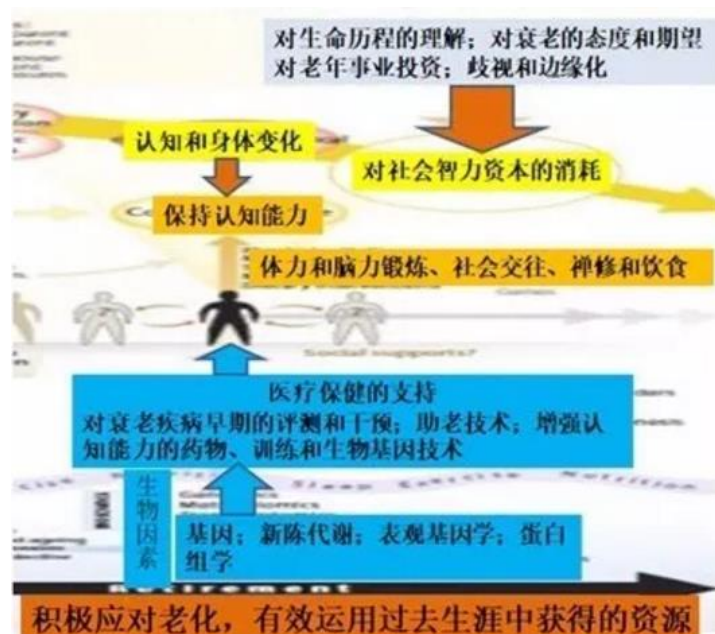 对生命历程的理解；对衰老的态度和期望
对老年事业投资；歧视和边缘化
认知和身体变化
对社会智力资本的消耗
保持认知能力
体力和脑力锻炼、社会交往、禅修和饮食
Social supports?
医疗保健的支持
对衰老疾病早期的评测和干预；助老技术；增强认
知能力的药物、训练和生物基因技术
Sleep Exercise Nutrition
生物因素
基因；新陈代谢；表观基因学；蛋白
组学
Retirement
积极应对老化，有效运用过去生涯中获得的资源